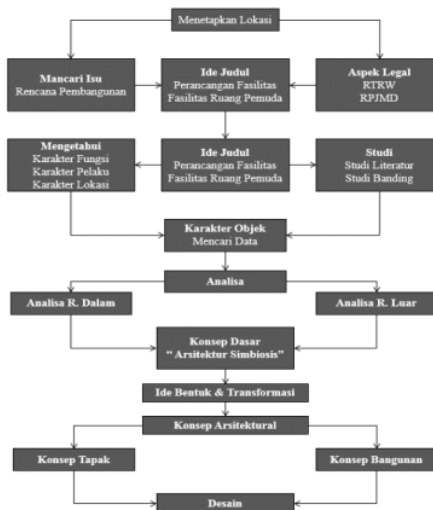 Menetapkan Lokasi
Mancari Isu
Rencana Pembangunan
Ide Judul
Perancangan Fasilitas
Fasilitas Ruang Pemuda
Aspek Legal
RTRW
RPJMD
Mengetahui
Karakter Fungsi
Karakter Pelaku
Karakter Lokasi
Ide Judul
Perancangan Fasilitas
Fasilitas Ruang Pemuda
Studi
Studi Literatur
Studi Banding
Karakter Objek
Mencari Data
Analisa
Analisa R. Dalam
Analisa R. Luar
Konsep Dasar
“ Arsitektur Simbiosis”
Ide Bentuk & Transformasi
Konsep Arsitektural
Konsep Tapak
Konsep Bangunan
Desain